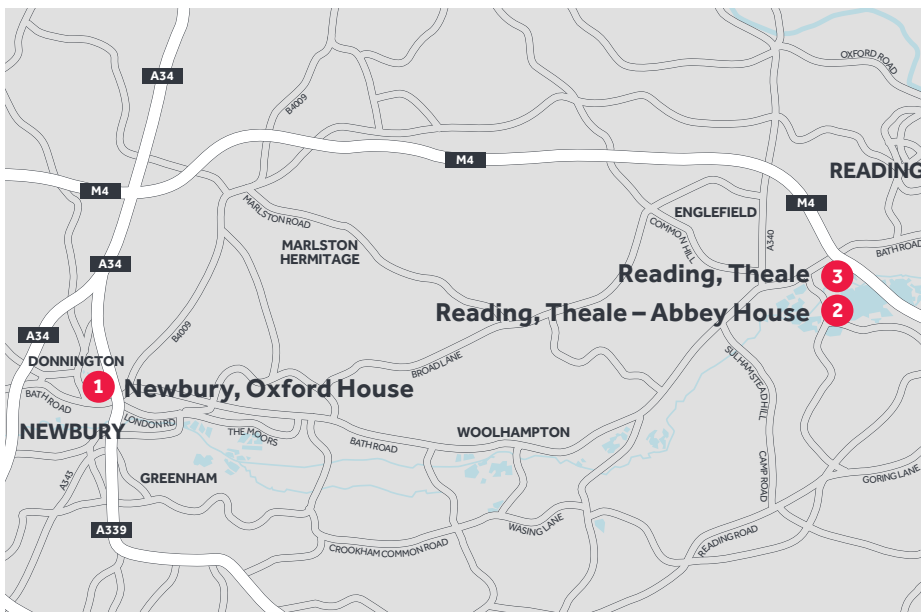 OXFORD ROAD
A34
B4009
M4
READING
M4
M4
MARLSTON ROAD
ENGLEFIELD
COMMON HILL
A340
BATH ROAD
MARLSTON
HERMITAGE
A34
Reading, Theale
3
Reading, Theale – Abbey House
2
A34
B4009
DONNINGTON
BROAD LANE
SULHAMSTEAD HILL
1
Newbury, Oxford House
BATH ROAD
LONDON RD
NEWBURY
THE MOORS
BATH ROAD
WOOLHAMPTON
A343
GREENHAM
CAMP ROAD
GORING LANE
A339
WASING LANE
READING ROAD
CROOKHAM COMMON ROAD